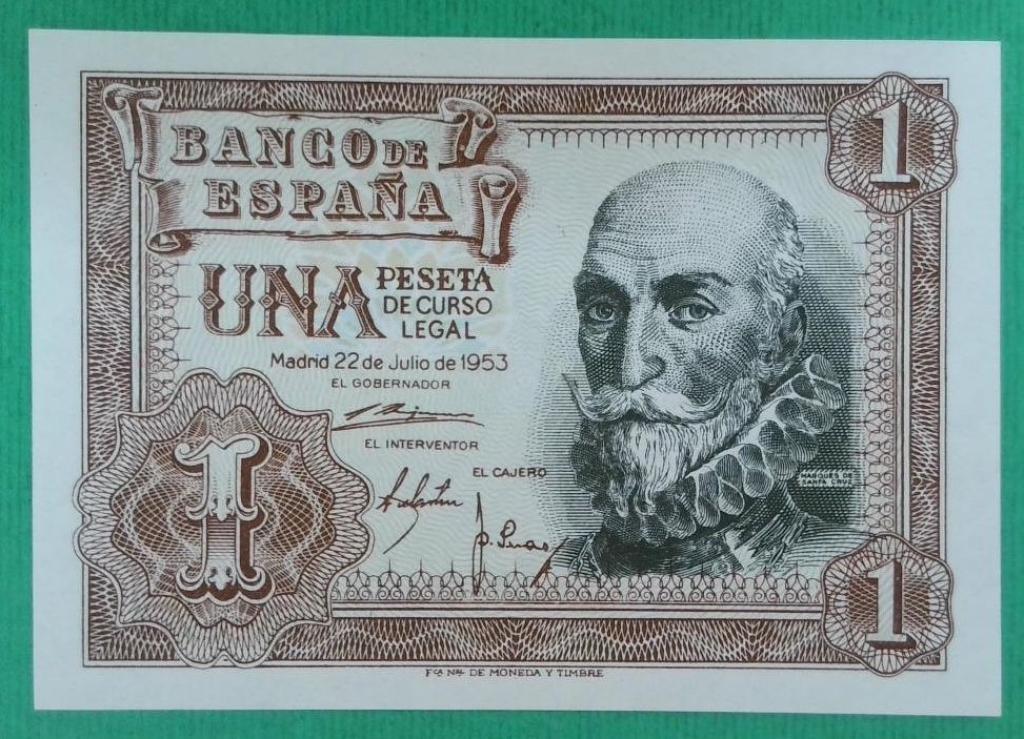 BANCO DE
ESPAÑA
1
UNA PESETA
DE CURSO
LEGAL
Madrid 22 de Julio de 1953
EL GOBERNADOR
EL INTERVENTOR
EL CAJERO
MARQUES DE
SANTA CRUZ
1
1
Fca Nal DE MONEDA Y TIMBRE